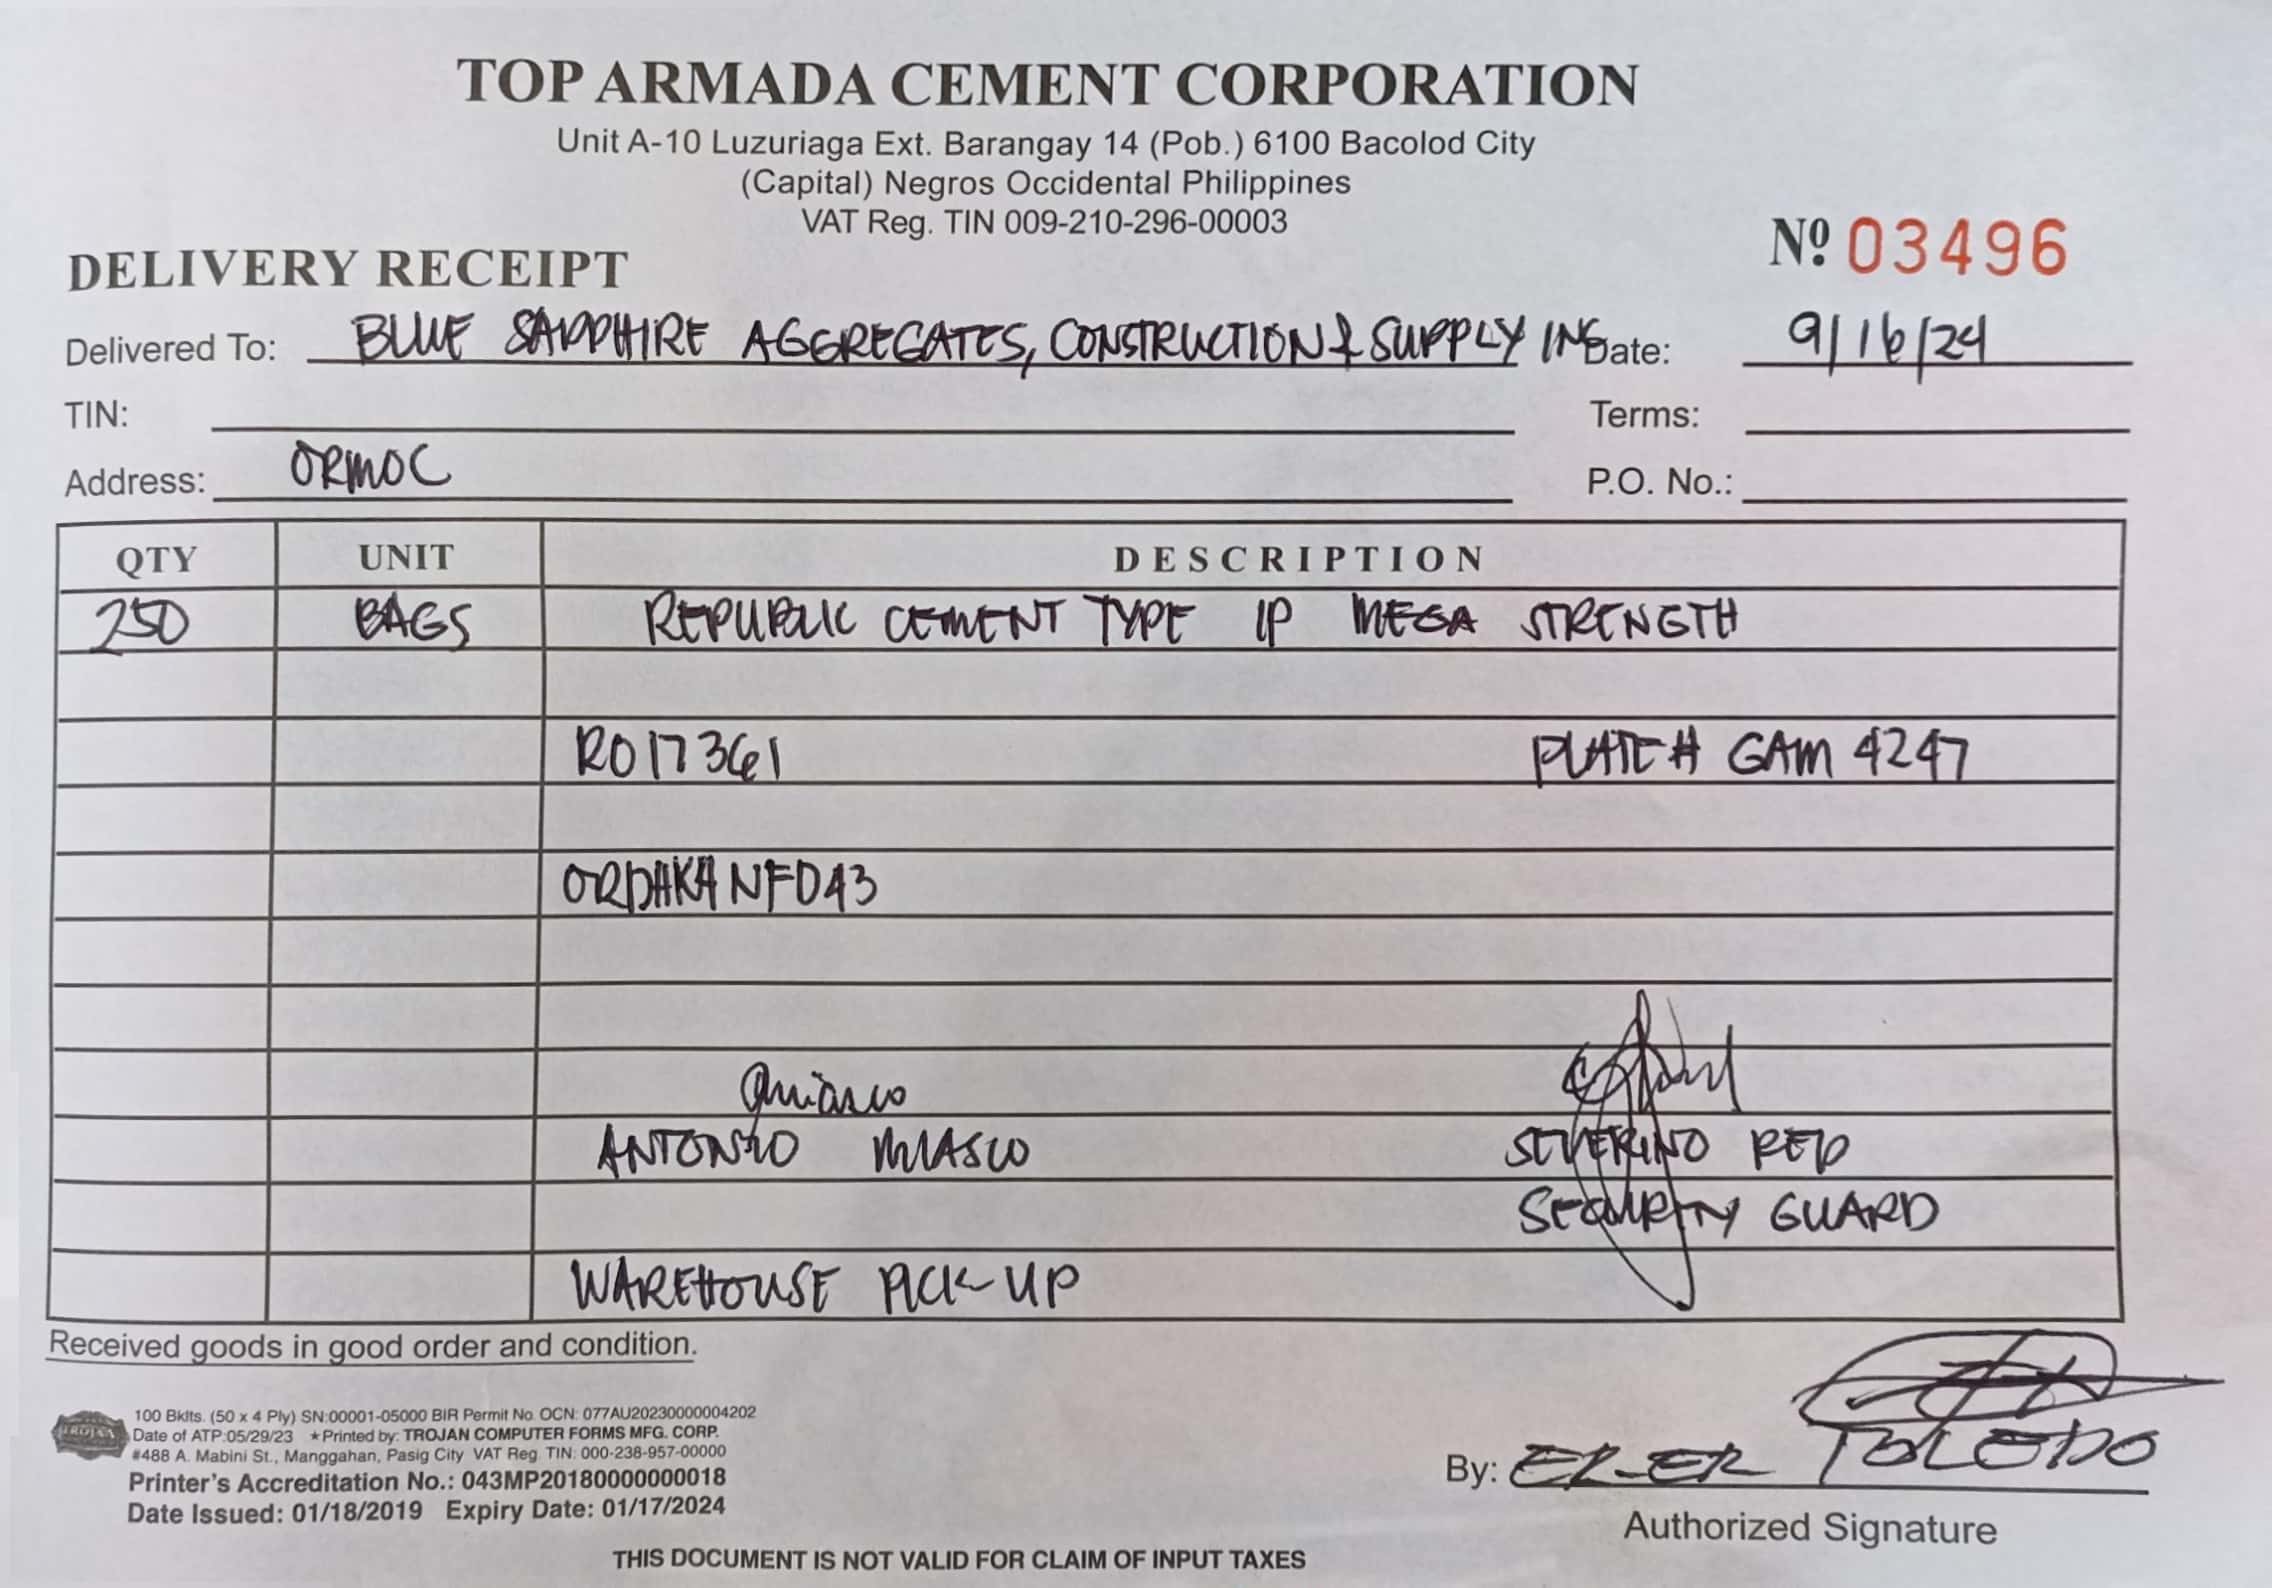 TOP ARMADA CEMENT CORPORATION
Unit A-10 Luzuriaga Ext. Barangay 14 (Pob.) 6100 Bacolod City
(Capital) Negros Occidental Philippines
VAT Reg. TIN 009-210-296-00003
DELIVERY RECEIPT
Nº 03496
Delivered To: BLUE SAPPHIRE AGGREGATES, CONSTRUCTION & SUPPLY INC Date: 9/16/24
TIN: Terms:
Address: ORMOC P.O. No.:
QTY UNIT DESCRIPTION
250 BAGS REPUBLIC CEMENT TYPE 1P MEGA STRENGTH
R017361 PLATE # GAM 4247
ORDAKANFD43
ANTONIO MIASCO SEVERINO RED
SECURITY GUARD
WAREHOUSE PICK-UP
Received goods in good order and condition.
TROJAN
100 Bklts. (50 x 4 Ply) SN:00001-05000 BIR Permit No. OCN: 077AU20230000004202
Date of ATP:05/29/23 ★Printed by: TROJAN COMPUTER FORMS MFG. CORP.
#488 A. Mabini St., Manggahan, Pasig City VAT Reg. TIN: 000-238-957-00000
Printer's Accreditation No.: 043MP20180000000018
Date Issued: 01/18/2019 Expiry Date: 01/17/2024
By: TOLEDO
Authorized Signature
THIS DOCUMENT IS NOT VALID FOR CLAIM OF INPUT TAXES